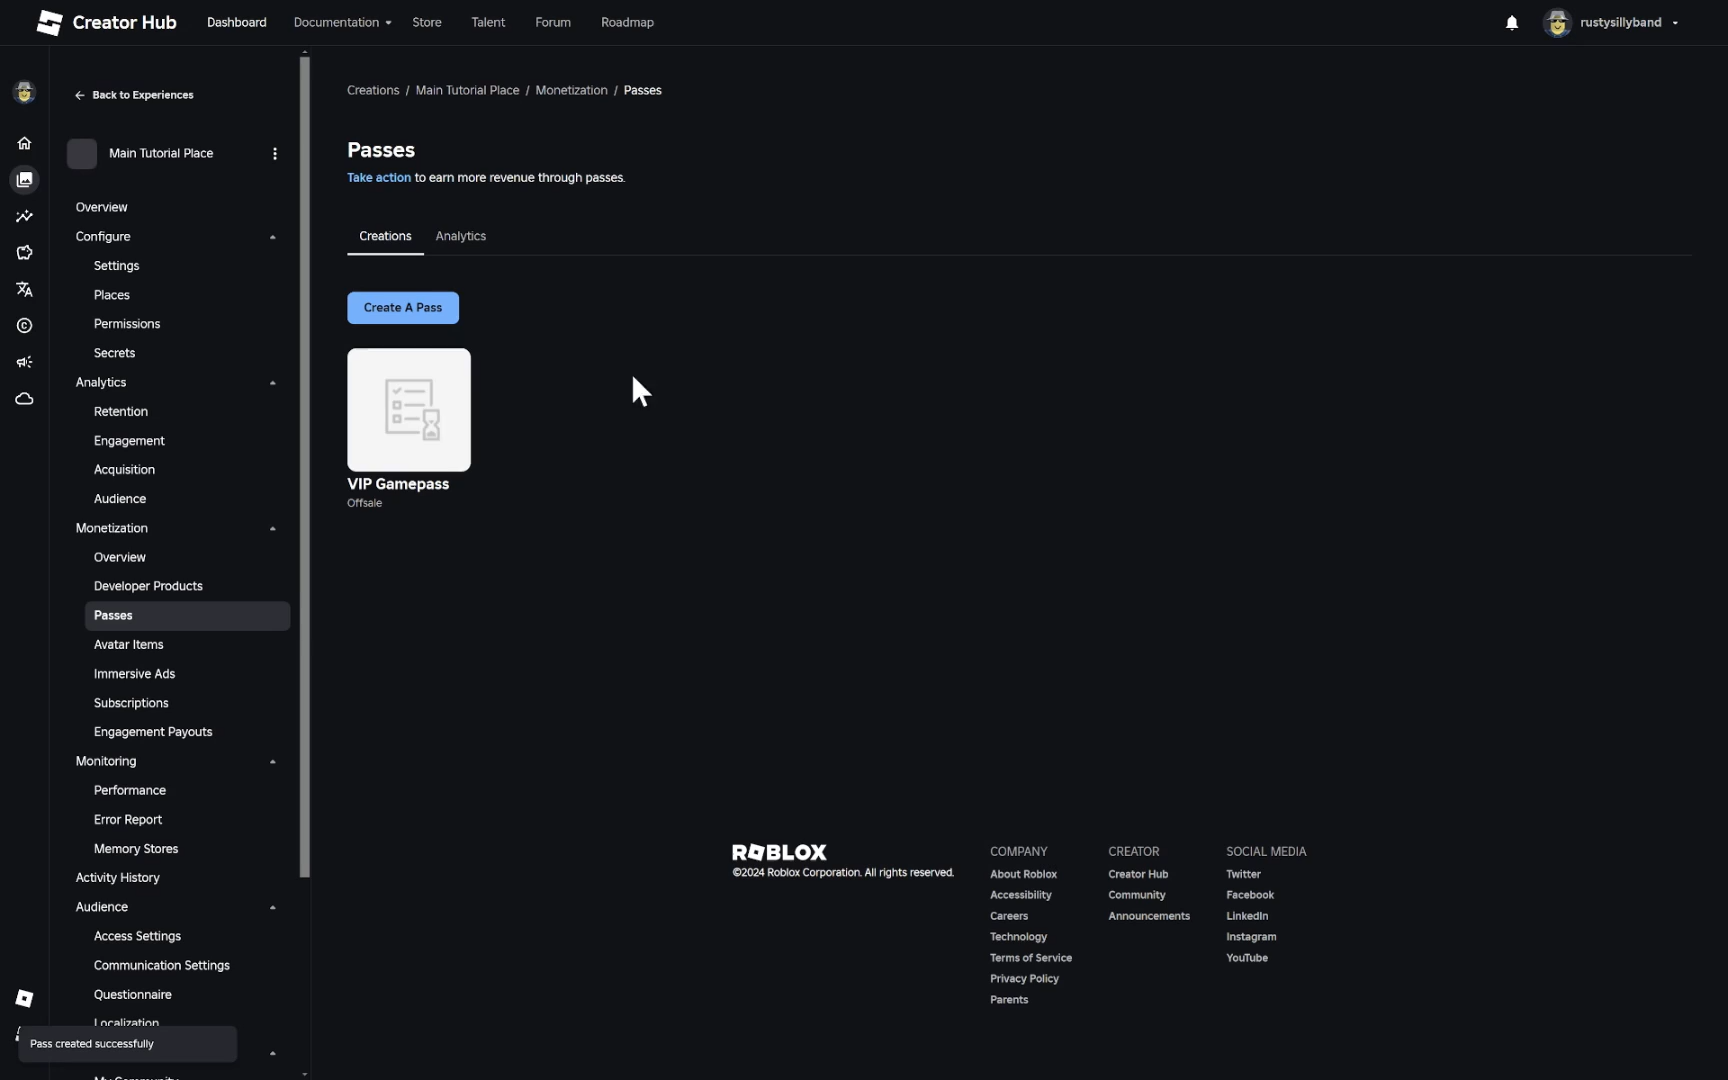 Creator Hub
Dashboard
Documentation
Store
Talent
Forum
Roadmap
rustysillyband
Back to Experiences
Main Tutorial Place
Overview
Configure
Settings
Places
Permissions
Secrets
Analytics
Retention
Engagement
Acquisition
Audience
Monetization
Overview
Developer Products
Passes
Avatar Items
Immersive Ads
Subscriptions
Engagement Payouts
Monitoring
Performance
Error Report
Memory Stores
Activity History
Audience
Access Settings
Communication Settings
Questionnaire
Localization
Pass created successfully
Creations / Main Tutorial Place / Monetization / Passes
Passes
Take action to earn more revenue through passes.
Creations
Analytics
Create A Pass
VIP Gamepass
Offsale
ROBLOX
©2024 Roblox Corporation. All rights reserved.
COMPANY
About Roblox
Accessibility
Careers
Technology
Terms of Service
Privacy Policy
Parents
CREATOR
Creator Hub
Community
Announcements
SOCIAL MEDIA
Twitter
Facebook
LinkedIn
Instagram
YouTube